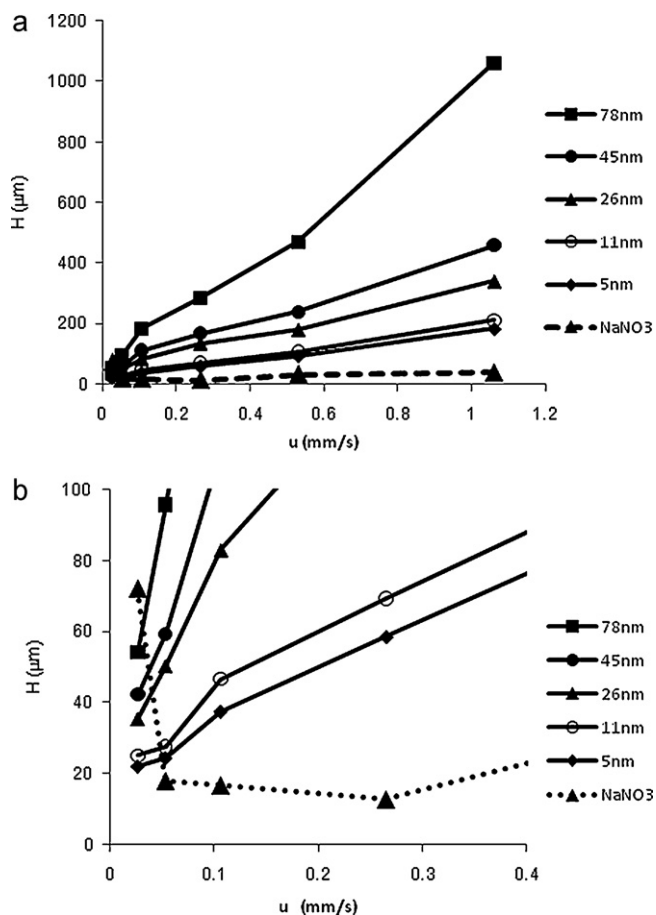 a
1200
1000
800
600
400
200
0
H (μm)
0 0.2 0.4 0.6 0.8 1 1.2
u (mm/s)
78nm
45nm
26nm
11nm
5nm
NaNO3
b
100
80
60
40
20
0
H (μm)
0 0.1 0.2 0.3 0.4
u (mm/s)
78nm
45nm
26nm
11nm
5nm
NaNO3